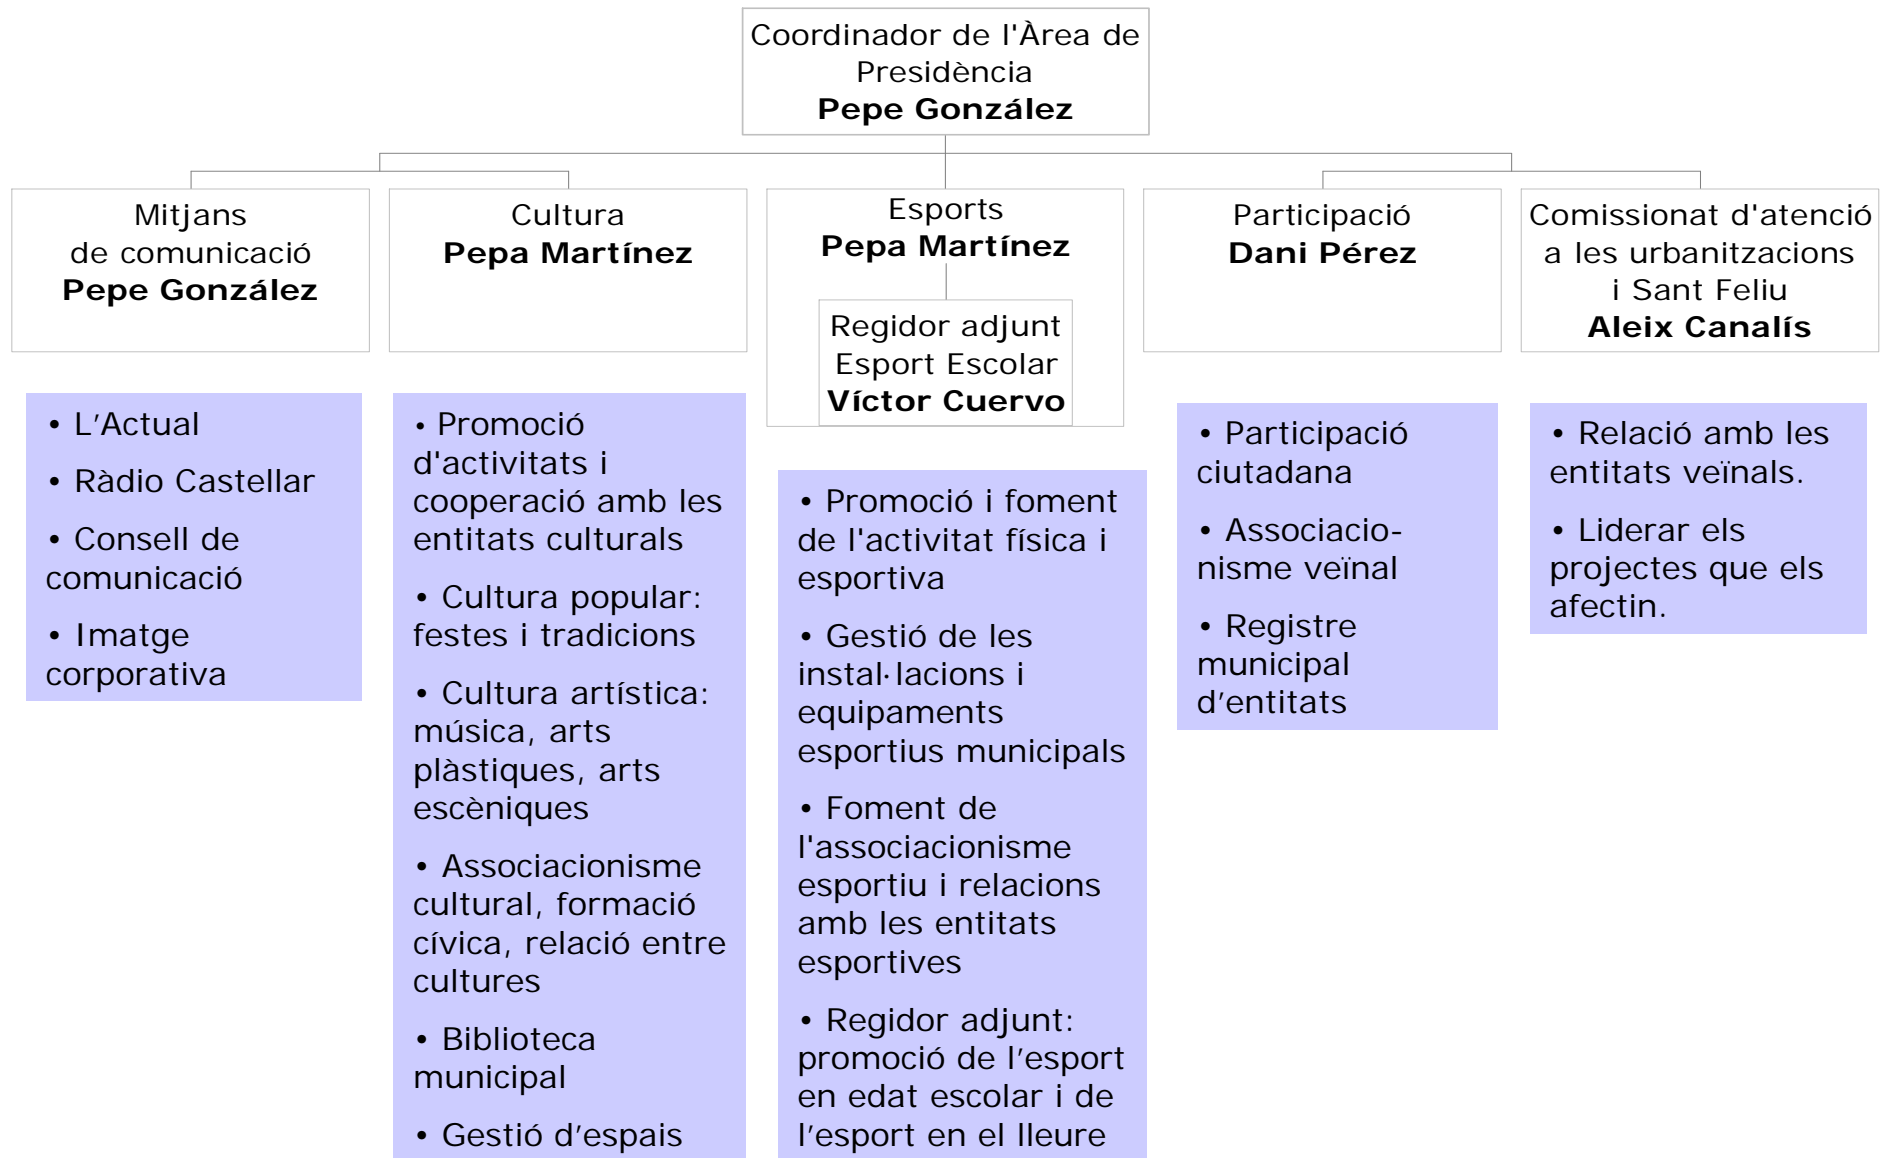 Coordinador de l'Àrea de
Presidència
Pepe González
Mitjans
de comunicació
Pepe González
Cultura
Pepa Martínez
Esports
Pepa Martínez
Regidor adjunt
Esport Escolar
Víctor Cuervo
Participació
Dani Pérez
Comissionat d'atenció
a les urbanitzacions
i Sant Feliu
Aleix Canalís
• L’Actual
• Ràdio Castellar
• Consell de
comunicació
• Imatge
corporativa
• Promoció
d'activitats i
cooperació amb les
entitats culturals
• Cultura popular:
festes i tradicions
• Cultura artística:
música, arts
plàstiques, arts
escèniques
• Associacionisme
cultural, formació
cívica, relació entre
cultures
• Biblioteca
municipal
• Gestió d’espais
• Promoció i foment
de l'activitat física i
esportiva
• Gestió de les
instal·lacions i
equipaments
esportius municipals
• Foment de
l'associacionisme
esportiu i relacions
amb les entitats
esportives
• Regidor adjunt:
promoció de l’esport
en edat escolar i de
l’esport en el lleure
• Participació
ciutadana
• Associacio-
nisme veïnal
• Registre
municipal
d’entitats
• Relació amb les
entitats veïnals.
• Liderar els
projectes que els
afectin.